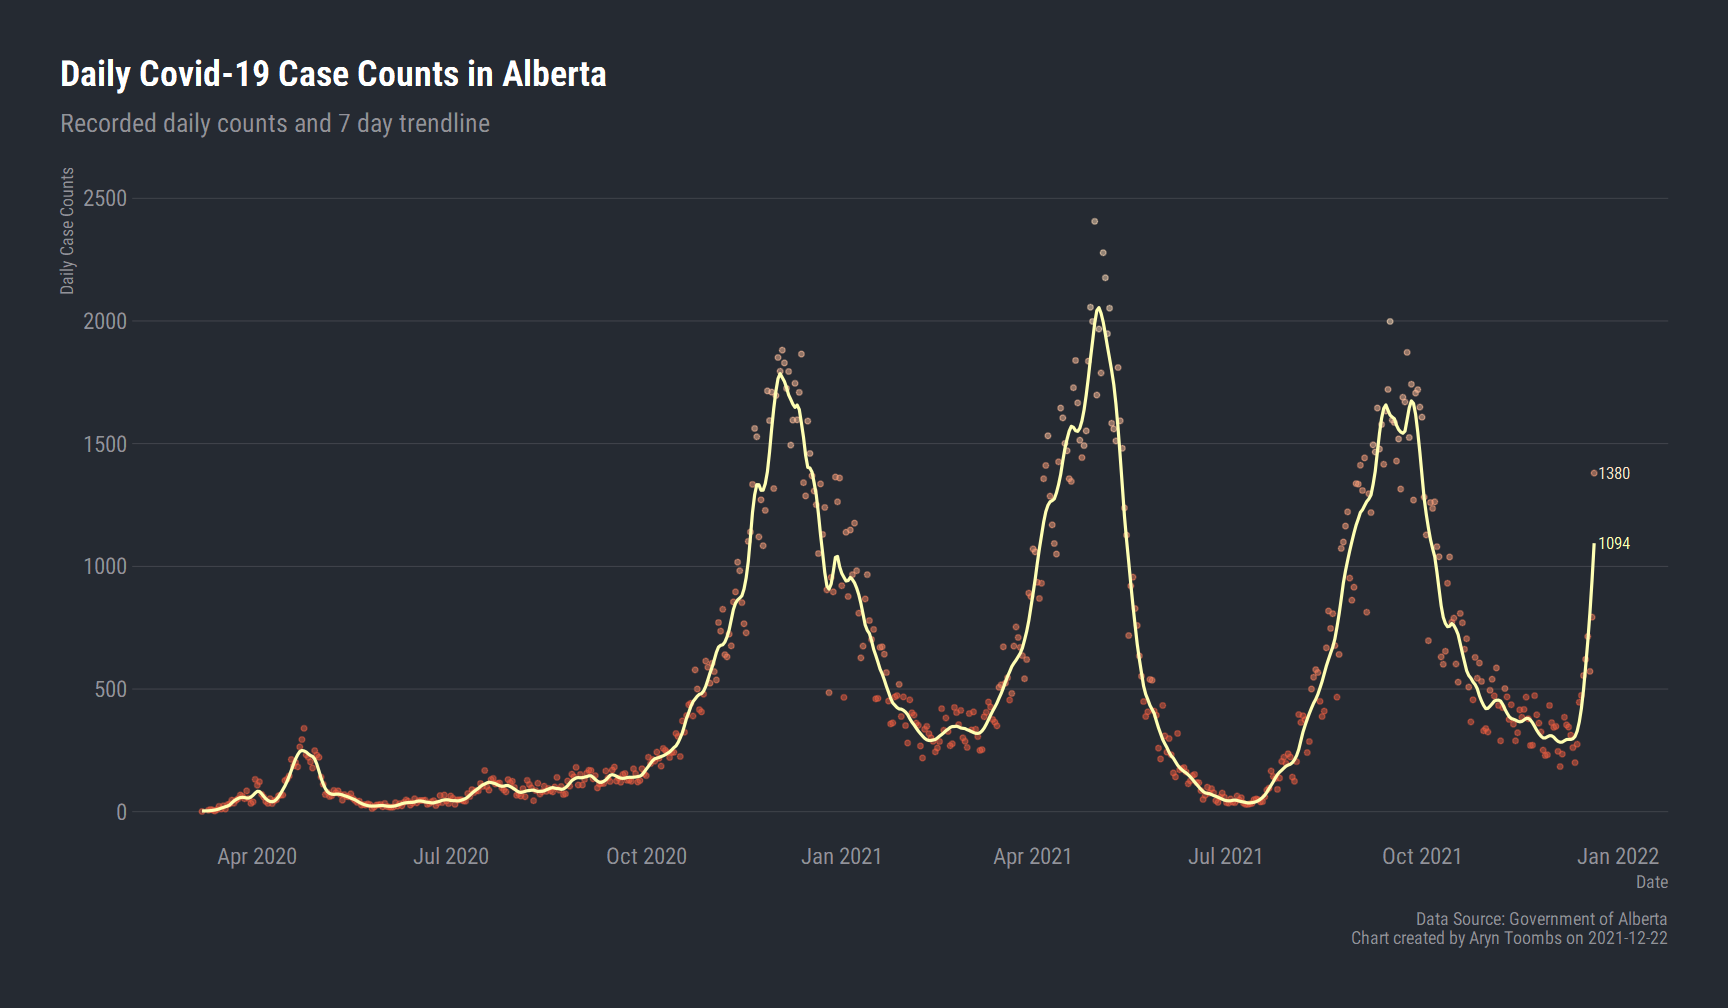 Daily Covid-19 Case Counts in Alberta
Recorded daily counts and 7 day trendline
Daily Case Counts
2500
2000
1500
1000
500
0
1380
1094
Apr 2020
Jul 2020
Oct 2020
Jan 2021
Apr 2021
Jul 2021
Oct 2021
Jan 2022
Date
Data Source: Government of Alberta
Chart created by Aryn Toombs on 2021-12-22